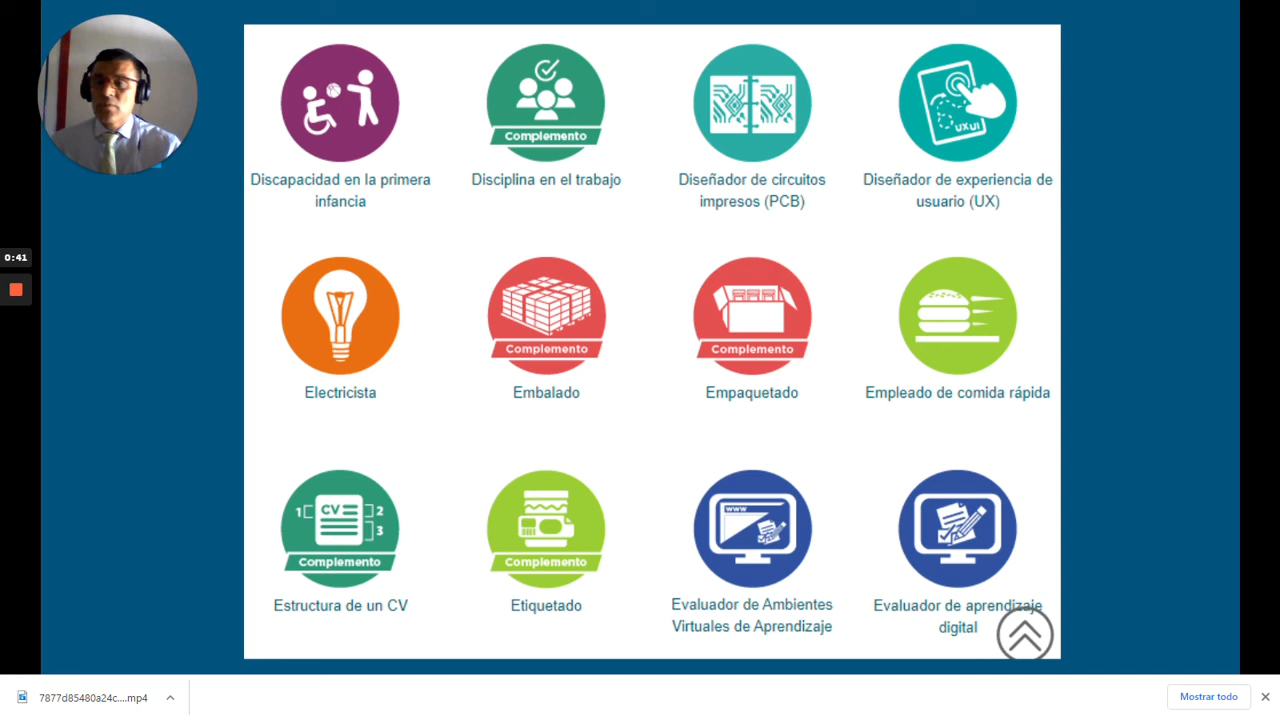 Complemento
UXUI
Discapacidad en la primera
infancia
Disciplina en el trabajo
Diseñador de circuitos
impresos (PCB)
Diseñador de experiencia de
usuario (UX)
0:41
Complemento
Complemento
Electricista
Embalado
Empaquetado
Empleado de comida rápida
1
CV
2
3
Complemento
Complemento
WWW
Estructura de un CV
Etiquetado
Evaluador de Ambientes
Virtuales de Aprendizaje
Evaluador de aprendizaje
digital
7877d85480a24c....mp4
Mostrar todo